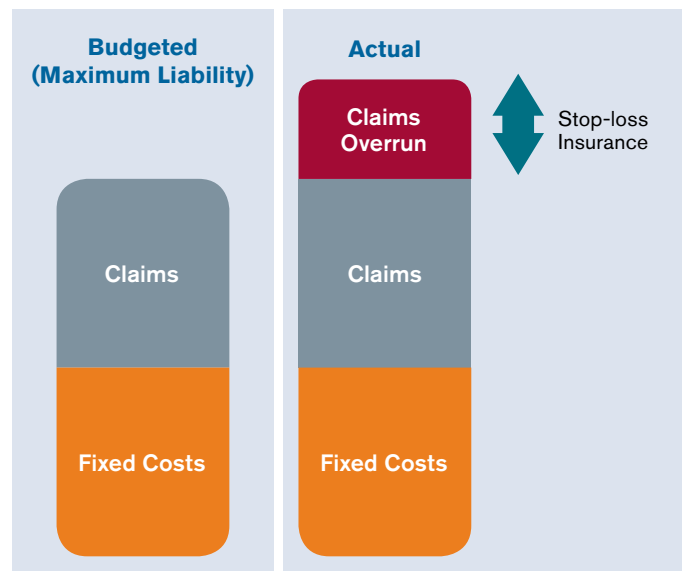 Budgeted
(Maximum Liability)
Claims
Fixed Costs
Actual
Claims
Overrun
Claims
Fixed Costs
Stop-loss
Insurance